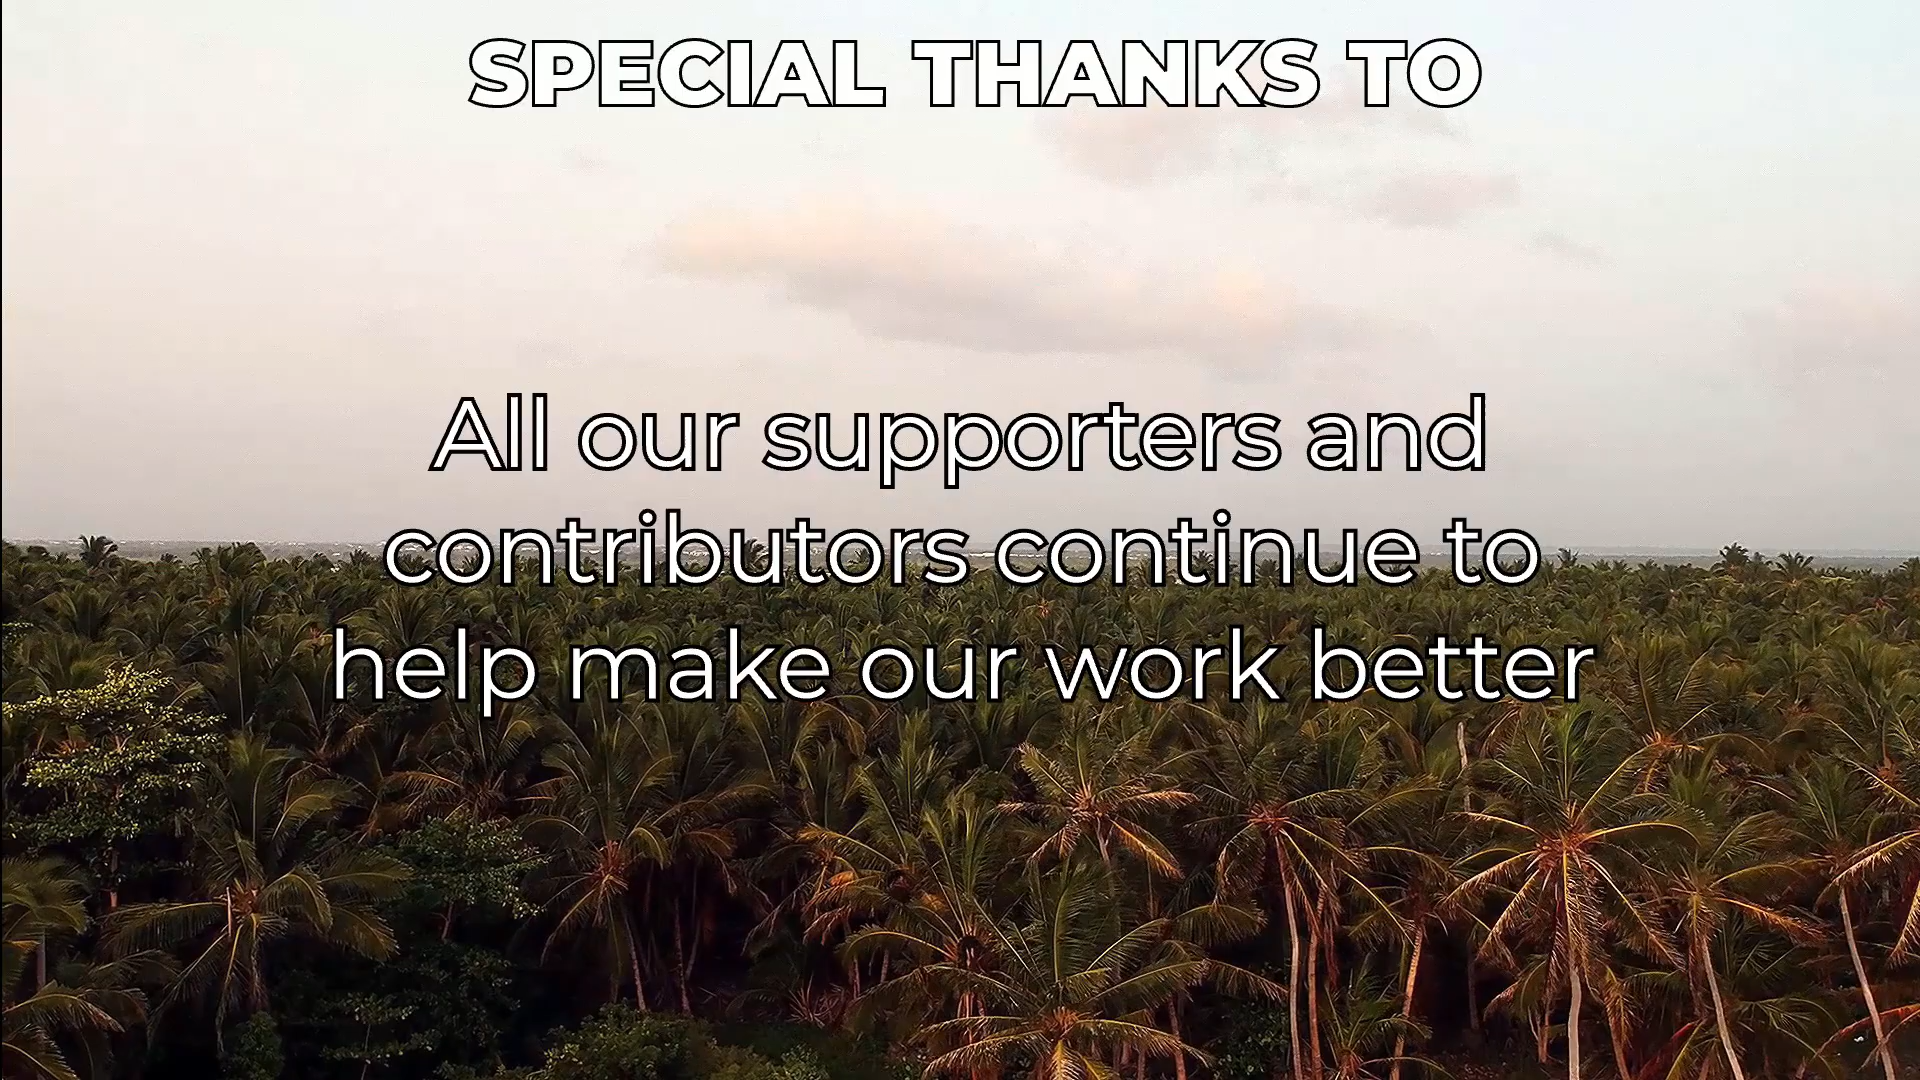 SPECIAL THANKS TO
All our supporters and
contributors continue to
help make our work better